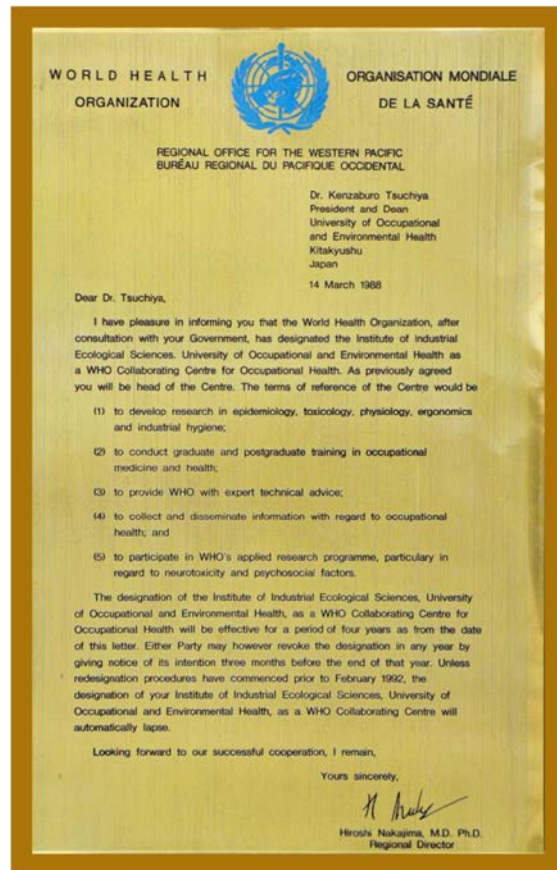 WORLD HEALTH
ORGANIZATION
ORGANISATION MONDIALE
DE LA SANTÉ
REGIONAL OFFICE FOR THE WESTERN PACIFIC
BURÉAU REGIONAL DU PACIFIQUE OCCIDENTAL
Dr. Kenzaburo Tsuchiya
President and Dean
University of Occupational
and Environmental Health
Kitakyushu
Japan
14 March 1988
Dear Dr. Tsuchiya,
I have pleasure in informing you that the World Health Organization, after
consultation with your Government, has designated the Institute of Industrial
Ecological Sciences. University of Occupational and Environmental Health as
a WHO Collaborating Centre for Occupational Health. As previously agreed
you will be head of the Centre. The terms of reference of the Centre would be
(1) to develop research in epidemiology, toxicology, physiology, ergonomics
and industrial hygiene;
(2) to conduct graduate and postgraduate training in occupational
medicine and health;
(3) to provide WHO with expert technical advice;
(4) to collect and disseminate information with regard to occupational
health; and
(5) to participate in WHO's applied research programme, particulary in
regard to neurotoxicity and psychosocial factors.
The designation of the Institute of Industrial Ecological Sciences, University
of Occupational and Environmental Health, as a WHO Collaborating Centre for
Occupational Health will be effective for a period of four years as from the date
of this letter. Either Party may however revoke the designation in any year by
giving notice of its intention three months before the end of that year. Unless
redesignation procedures have commenced prior to February 1992, the
designation of your Institute of Industrial Ecological Sciences, University of
Occupational and Environmental Health, as a WHO Collaborating Centre will
automatically lapse.
Looking forward to our successful cooperation, I remain,
Yours sincerely,
Hiroshi Nakajima, M.D. Ph.D.
Regional Director